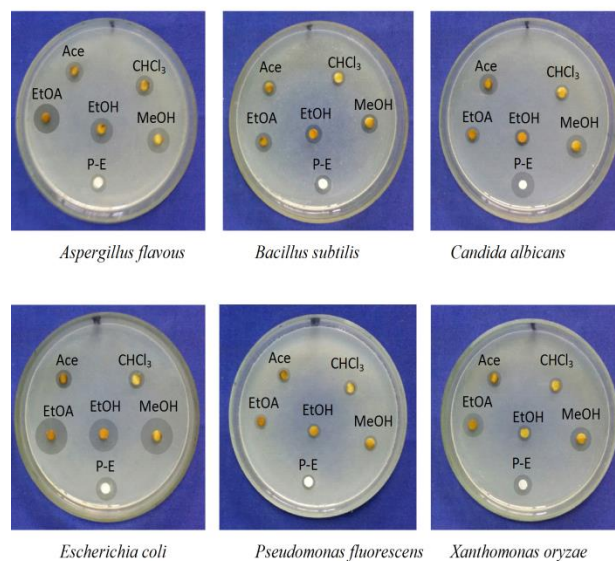 Ace
CHCl₃
EtOA
EtOH
MeOH
P-E
Aspergillus flavous
Ace
CHCl₃
EtOA
EtOH
MeOH
P-E
Bacillus subtilis
Ace
CHCl₃
EtOA
EtOH
MeOH
P-E
Candida albicans
Ace
CHCl₃
EtOA
EtOH
MeOH
P-E
Escherichia coli
Ace
CHCl₃
EtOA
EtOH
MeOH
P-E
Pseudomonas fluorescens
Ace
CHCl₃
EtOA
EtOH
MeOH
P-E
Xanthomonas oryzae